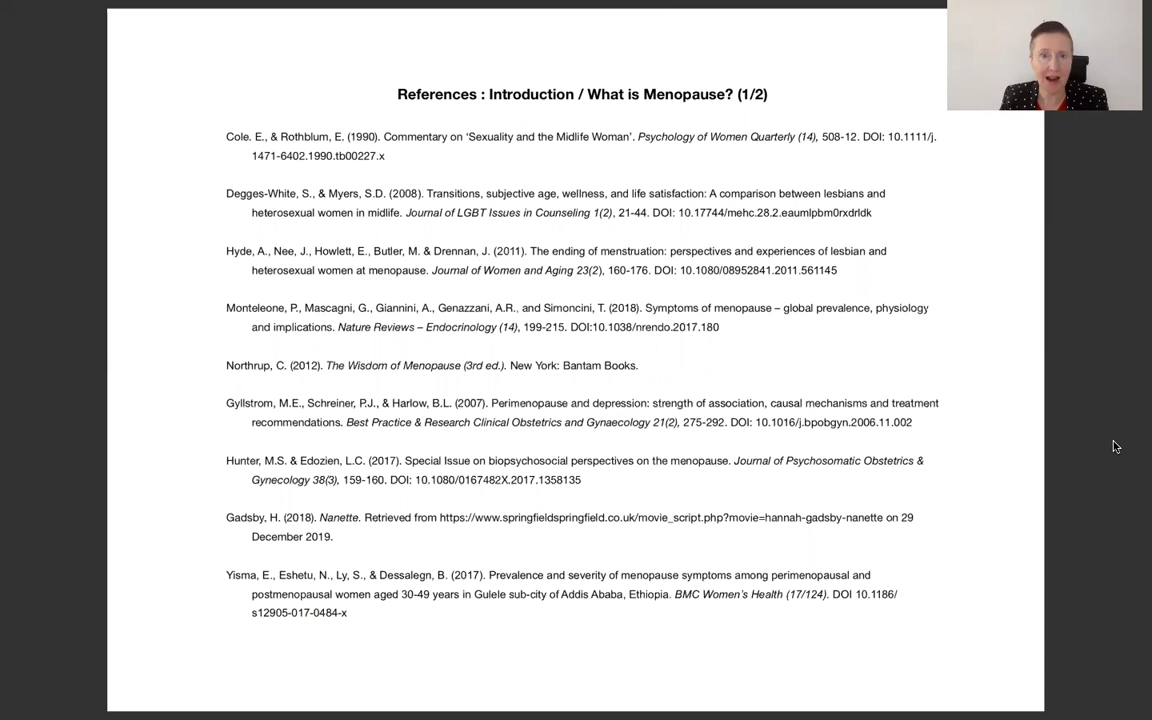 References : Introduction / What is Menopause? (1/2)
Cole. E., & Rothblum, E. (1990). Commentary on ‘Sexuality and the Midlife Woman’. Psychology of Women Quarterly (14), 508-12. DOI: 10.1111/j.
1471-6402.1990.tb00227.x
Degges-White, S., & Myers, S.D. (2008). Transitions, subjective age, wellness, and life satisfaction: A comparison between lesbians and
heterosexual women in midlife. Journal of LGBT Issues in Counseling 1(2), 21-44. DOI: 10.17744/mehc.28.2.eaumlpbm0rxdrldk
Hyde, A., Nee, J., Howlett, E., Butler, M. & Drennan, J. (2011). The ending of menstruation: perspectives and experiences of lesbian and
heterosexual women at menopause. Journal of Women and Aging 23(2), 160-176. DOI: 10.1080/08952841.2011.561145
Monteleone, P., Mascagni, G., Giannini, A., Genazzani, A.R., and Simoncini, T. (2018). Symptoms of menopause – global prevalence, physiology
and implications. Nature Reviews – Endocrinology (14), 199-215. DOI:10.1038/nrendo.2017.180
Northrup, C. (2012). The Wisdom of Menopause (3rd ed.). New York: Bantam Books.
Gyllstrom, M.E., Schreiner, P.J., & Harlow, B.L. (2007). Perimenopause and depression: strength of association, causal mechanisms and treatment
recommendations. Best Practice & Research Clinical Obstetrics and Gynaecology 21(2), 275-292. DOI: 10.1016/j.bpobgyn.2006.11.002
Hunter, M.S. & Edozien, L.C. (2017). Special Issue on biopsychosocial perspectives on the menopause. Journal of Psychosomatic Obstetrics &
Gynecology 38(3), 159-160. DOI: 10.1080/0167482X.2017.1358135
Gadsby, H. (2018). Nanette. Retrieved from https://www.springfieldspringfield.co.uk/movie_script.php?movie=hannah-gadsby-nanette on 29
December 2019.
Yisma, E., Eshetu, N., Ly, S., & Dessalegn, B. (2017). Prevalence and severity of menopause symptoms among perimenopausal and
postmenopausal women aged 30-49 years in Gulele sub-city of Addis Ababa, Ethiopia. BMC Women’s Health (17/124). DOI 10.1186/
s12905-017-0484-x